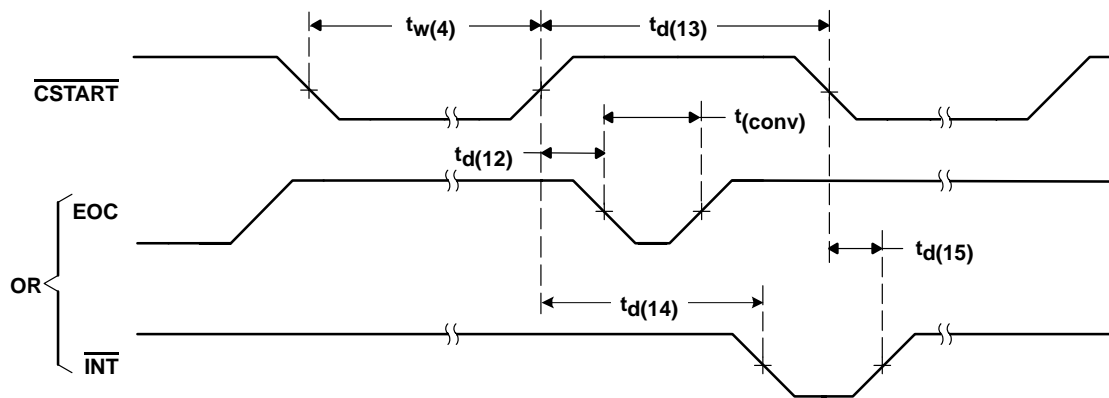 tw(4)
td(13)
CSTART
t(conv)
td(12)
EOC
td(15)
OR
td(14)
INT